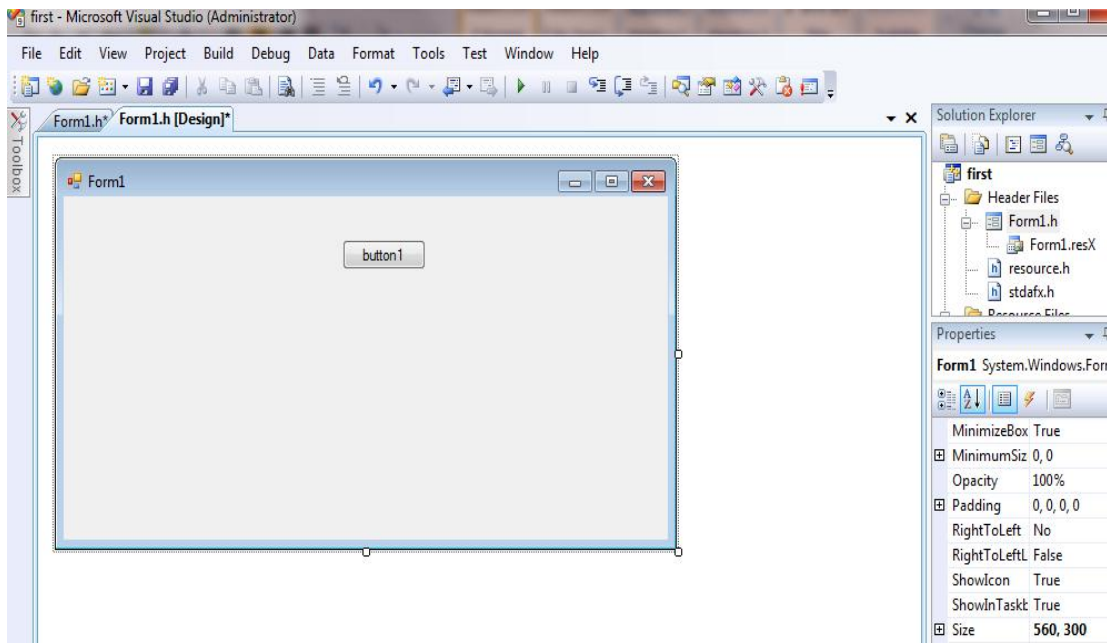 first - Microsoft Visual Studio (Administrator)
File Edit View Project Build Debug Data Format Tools Test Window Help
Toolbox
Form1.h* Form1.h [Design]*
Form1
button1
Solution Explorer
first
Header Files
Form1.h
Form1.resX
resource.h
stdafx.h
Resource Files
Properties
Form1 System.Windows.For
MinimizeBox True
MinimumSiz 0, 0
Opacity 100%
Padding 0, 0, 0, 0
RightToLeft No
RightToLeftL False
ShowIcon True
ShowInTaskb True
Size 560, 300